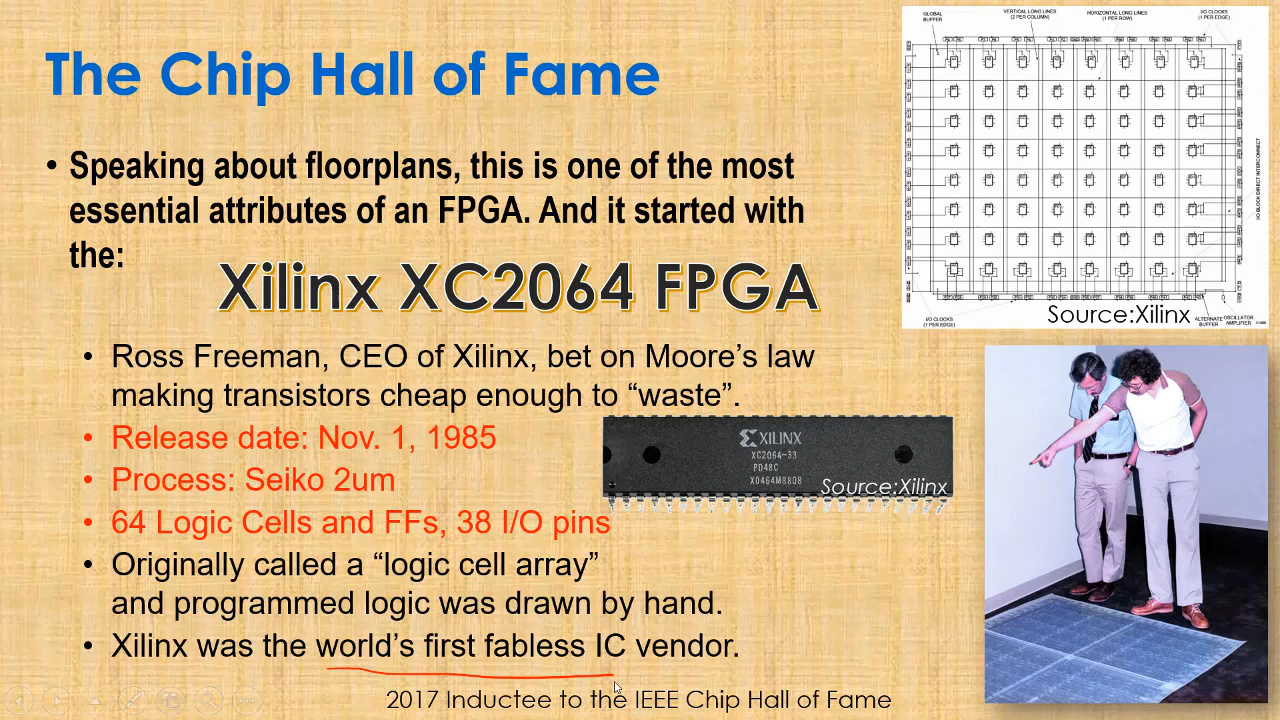 The Chip Hall of Fame
• Speaking about floorplans, this is one of the most
essential attributes of an FPGA. And it started with
the:
Xilinx XC2064 FPGA
• Ross Freeman, CEO of Xilinx, bet on Moore’s law
making transistors cheap enough to “waste”.
• Release date: Nov. 1, 1985
• Process: Seiko 2um
• 64 Logic Cells and FFs, 38 I/O pins
• Originally called a “logic cell array”
and programmed logic was drawn by hand.
• Xilinx was the world’s first fabless IC vendor.
2017 Inductee to the IEEE Chip Hall of Fame
GLOBAL
BUFFER
VERTICAL LONG LINES
(2 PER COLUMN)
HORIZONTAL LONG LINES
(1 PER ROW)
I/O CLOCKS
(1 PER EDGE)
I/O BLOCK DIRECT INTERCONNECT
I/O CLOCKS
(1 PER EDGE)
Source:Xilinx
ALTERNATE
BUFFER
OSCILLATOR
AMPLIFIER
XILINX
XC2064-33
PD48C
X0464M8808
Source:Xilinx